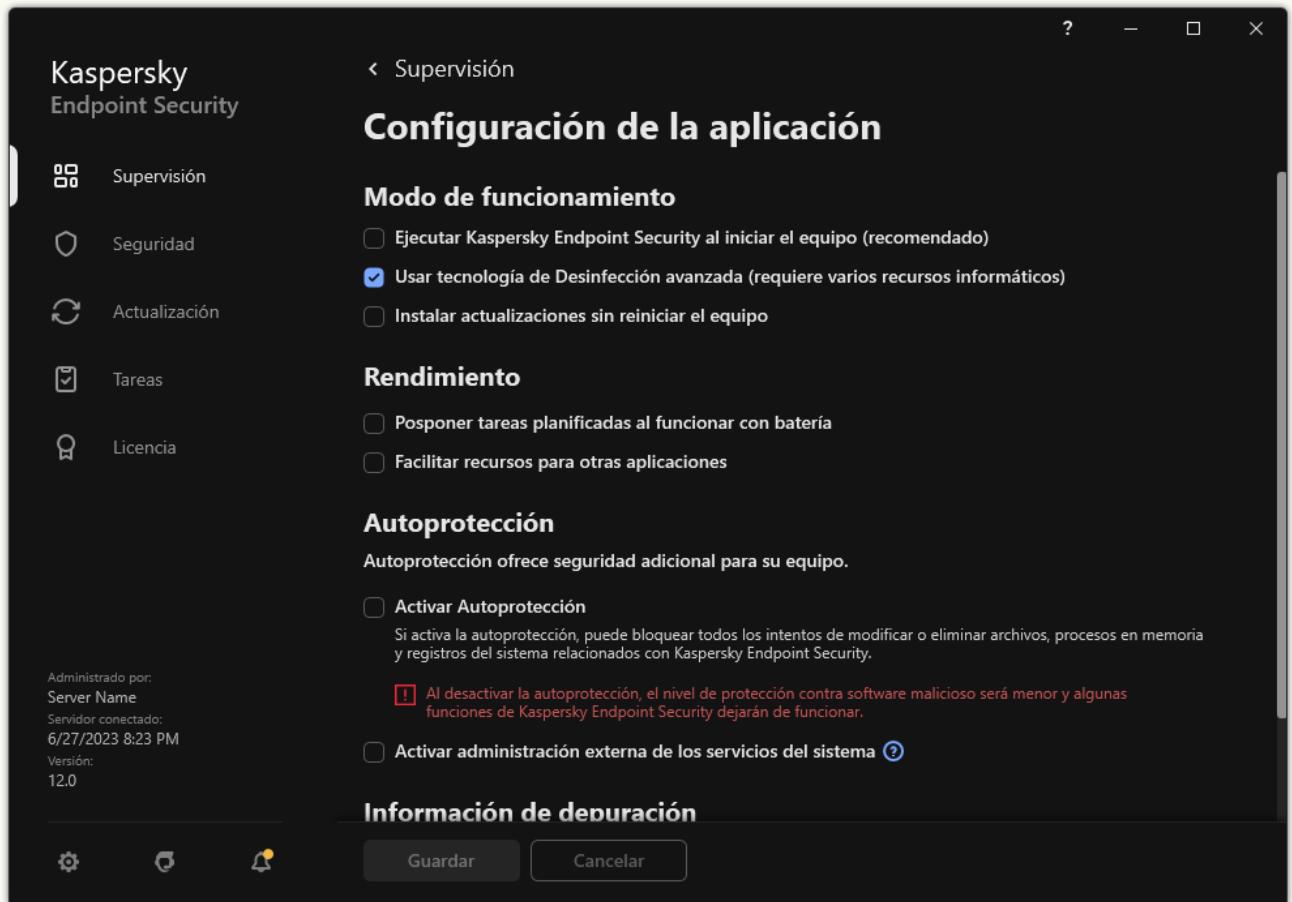 ?
Kaspersky
Endpoint Security
Supervisión
Seguridad
Actualización
Tareas
Licencia
Administrado por:
Server Name
Servidor conectado:
6/27/2023 8:23 PM
Versión:
12.0
Supervisión
Configuración de la aplicación
Modo de funcionamiento
Ejecutar Kaspersky Endpoint Security al iniciar el equipo (recomendado)
Usar tecnología de Desinfección avanzada (requiere varios recursos informáticos)
Instalar actualizaciones sin reiniciar el equipo
Rendimiento
Posponer tareas planificadas al funcionar con batería
Facilitar recursos para otras aplicaciones
Autoprotección
Autoprotección ofrece seguridad adicional para su equipo.
Activar Autoprotección
Si activa la autoprotección, puede bloquear todos los intentos de modificar o eliminar archivos, procesos en memoria
y registros del sistema relacionados con Kaspersky Endpoint Security.
Al desactivar la autoprotección, el nivel de protección contra software malicioso será menor y algunas
funciones de Kaspersky Endpoint Security dejarán de funcionar.
Activar administración externa de los servicios del sistema ?
Información de depuración
Guardar
Cancelar